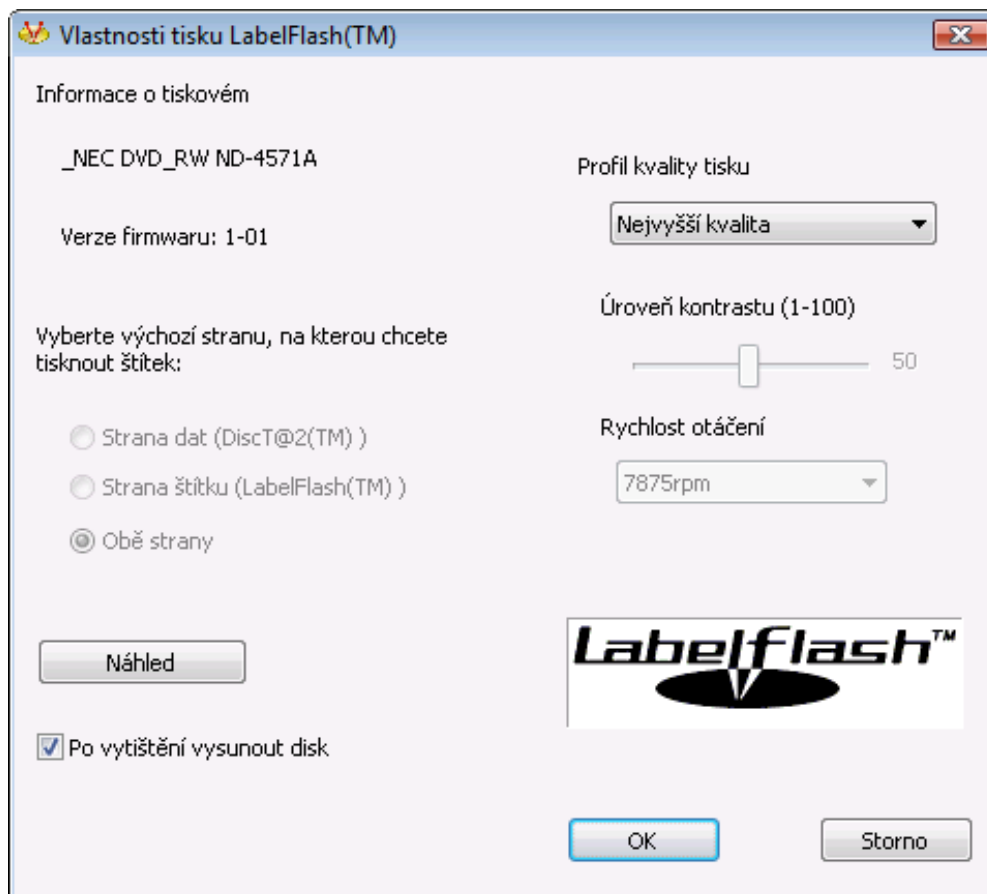 Vlastnosti tisku LabelFlash(TM)
Informace o tiskovém
_NEC DVD_RW ND-4571A
Verze firmwaru: 1-01
Vyberte výchozí stranu, na kterou chcete
tisknout štítek:
Strana dat (DiscT@2(TM) )
Strana štítku (LabelFlash(TM) )
Obě strany
Náhled
Po vytištění vysunout disk
Profil kvality tisku
Nejvyšší kvalita
Úroveň kontrastu (1-100)
50
Rychlost otáčení
7875rpm
Labelflash™
OK
Storno